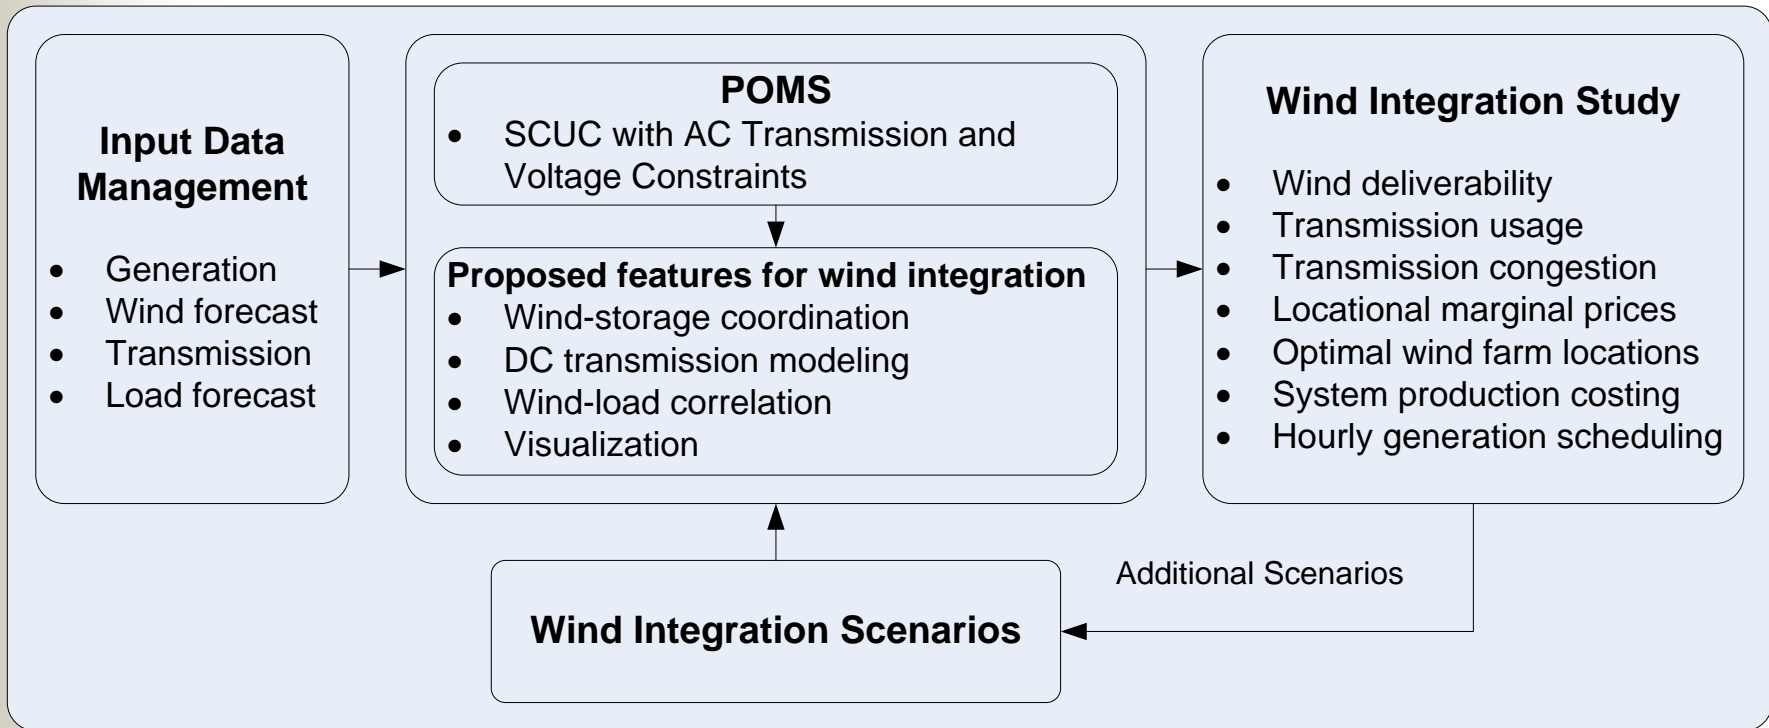 Input Data
Management
• Generation
• Wind forecast
• Transmission
• Load forecast
POMS
• SCUC with AC Transmission and
Voltage Constraints
Proposed features for wind integration
• Wind-storage coordination
• DC transmission modeling
• Wind-load correlation
• Visualization
Wind Integration Study
• Wind deliverability
• Transmission usage
• Transmission congestion
• Locational marginal prices
• Optimal wind farm locations
• System production costing
• Hourly generation scheduling
Additional Scenarios
Wind Integration Scenarios